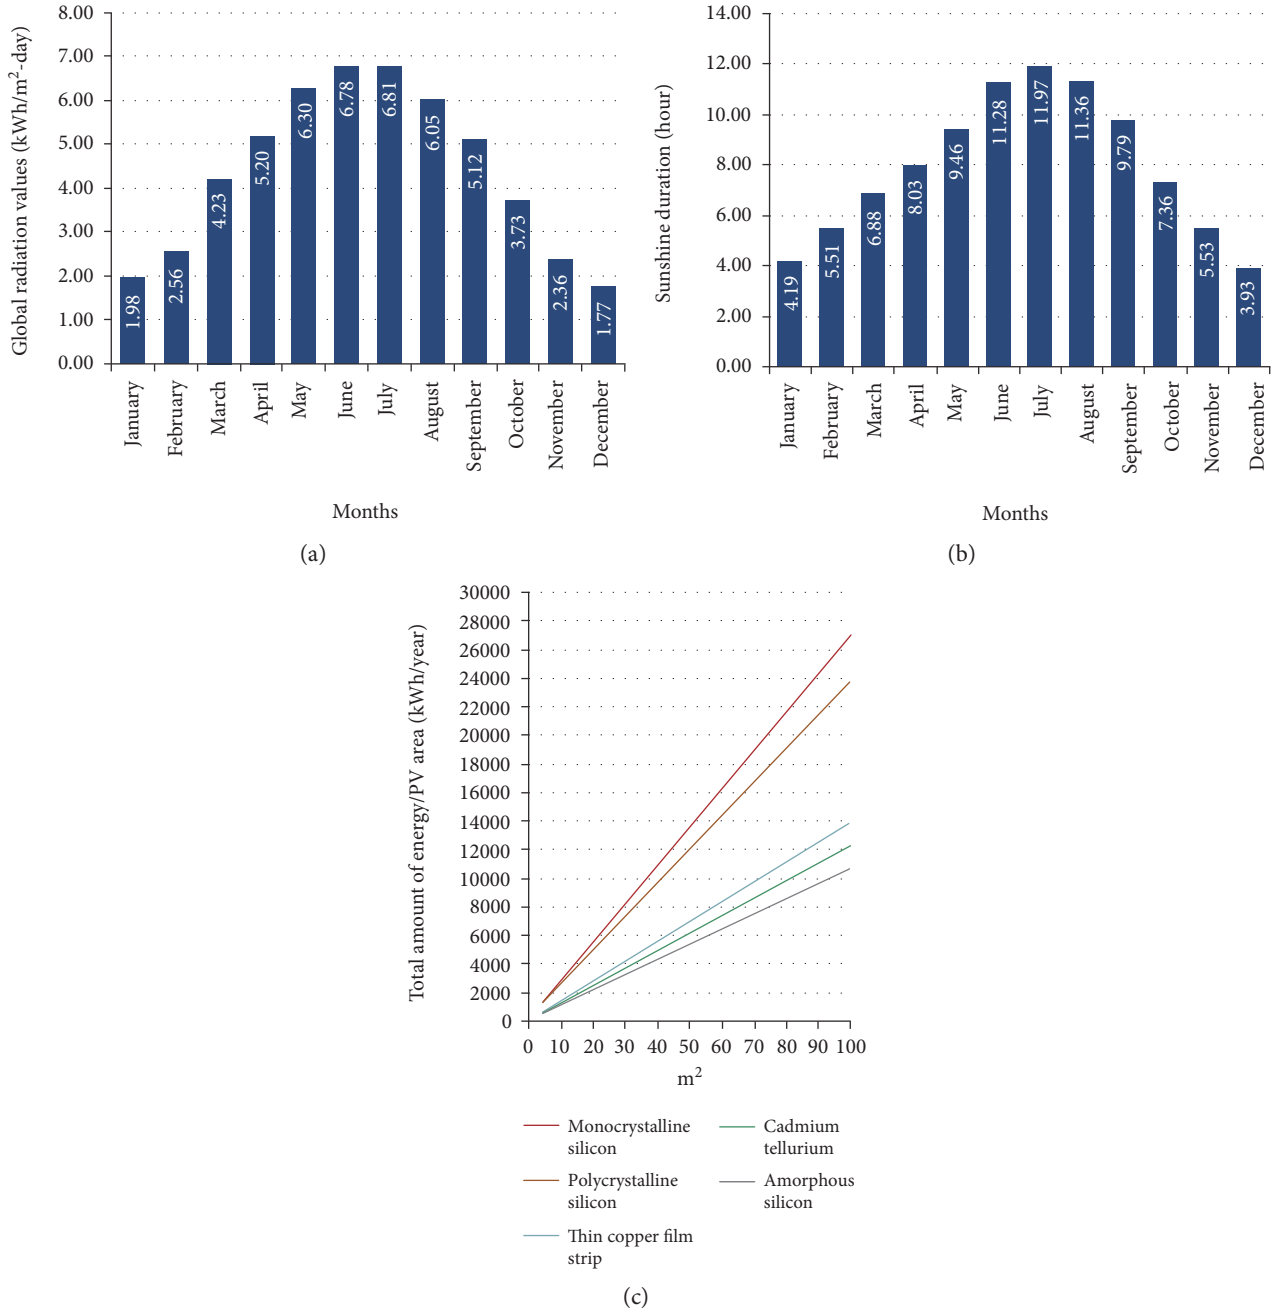 Global radiation values (kWh/m²-day)
8.00
7.00
6.00
5.00
4.00
3.00
2.00
1.00
0.00
1.98
2.56
4.23
5.20
6.30
6.78
6.81
6.05
5.12
3.73
2.36
1.77
January
February
March
April
May
June
July
August
September
October
November
December
Months
(a)
Sunshine duration (hour)
14.00
12.00
10.00
8.00
6.00
4.00
2.00
0.00
4.19
5.51
6.88
8.03
9.46
11.28
11.97
11.36
9.79
7.36
5.53
3.93
January
February
March
April
May
June
July
August
September
October
November
December
Months
(b)
Total amount of energy/PV area (kWh/year)
30000
28000
26000
24000
22000
20000
18000
16000
14000
12000
10000
8000
6000
4000
2000
0
0 10 20 30 40 50 60 70 80 90 100
m²
Monocrystalline
silicon
Polycrystalline
silicon
Thin copper film
strip
Cadmium
tellurium
Amorphous
silicon
(c)